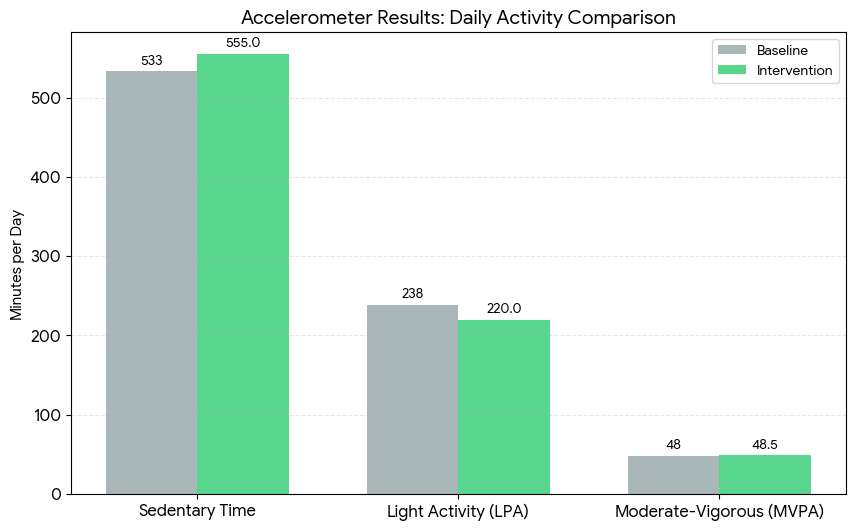 Accelerometer Results: Daily Activity Comparison
Baseline
Intervention
Minutes per Day
500
400
300
200
100
0
533
555.0
238
220.0
48
48.5
Sedentary Time
Light Activity (LPA)
Moderate-Vigorous (MVPA)